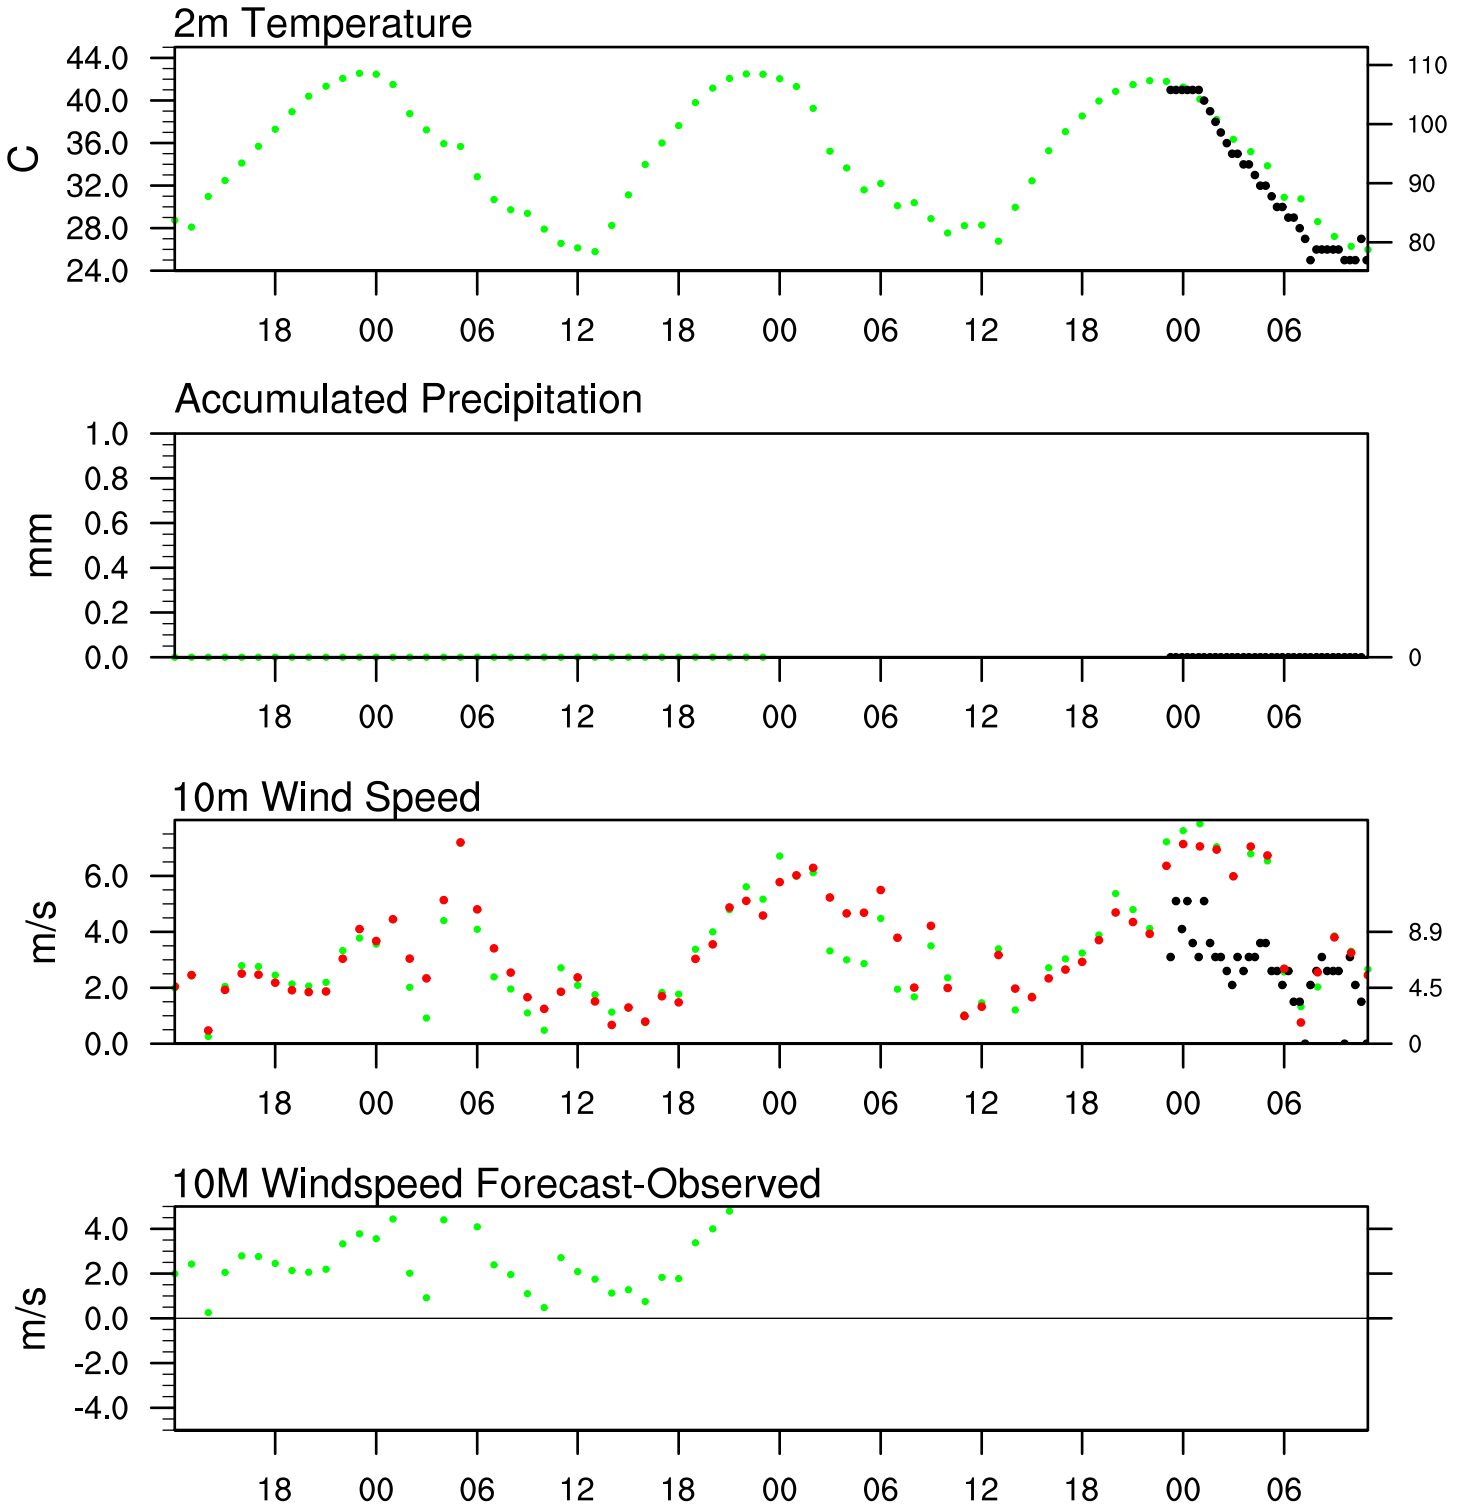 2m Temperature
44.0 110
40.0 100
36.0
C
32.0 90
28.0 80
24.0
18 00 06 12 18 00 06 12 18 00 06
Accumulated Precipitation
1.0
0.8
0.6
mm
0.4
0.2
0.0 0
18 00 06 12 18 00 06 12 18 00 06
10m Wind Speed
6.0
m/s
4.0 8.9
2.0 4.5
0.0 0
18 00 06 12 18 00 06 12 18 00 06
10M Windspeed Forecast-Observed
4.0
2.0
m/s
0.0
-2.0
-4.0
18 00 06 12 18 00 06 12 18 00 06